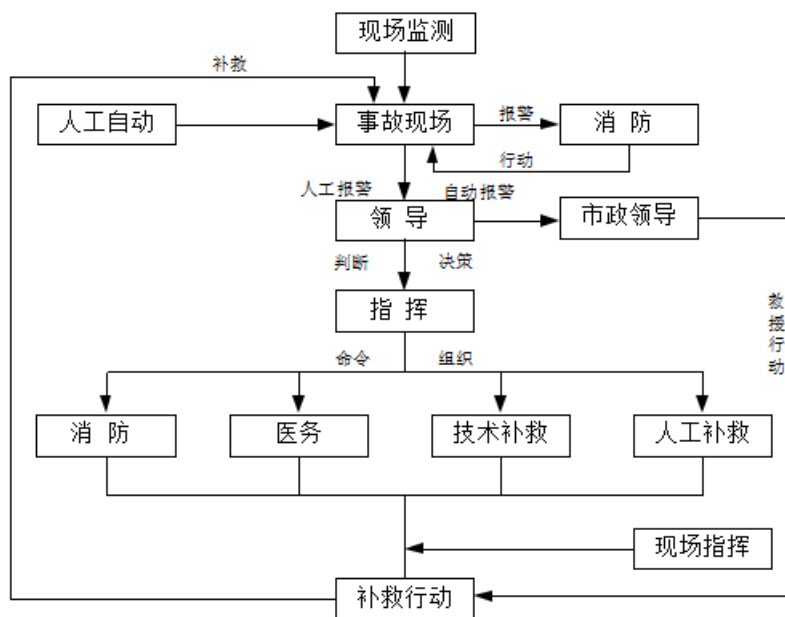 现场监测
补救
人工自动
事故现场
报警
消 防
行动
人工报警
自动报警
领 导
市政领导
判断
决策
指 挥
救援行动
命令
组织
消 防
医务
技术补救
人工补救
现场指挥
补救行动